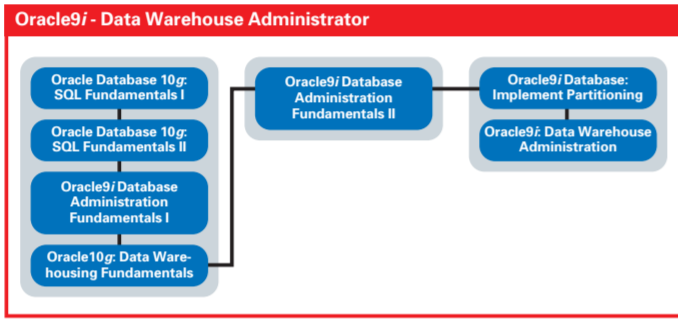 Oracle9i - Data Warehouse Administrator
Oracle Database 10g:
SQL Fundamentals I
Oracle Database 10g:
SQL Fundamentals II
Oracle9i Database
Administration
Fundamentals I
Oracle10g: Data Ware-
housing Fundamentals
Oracle9i Database
Administration
Fundamentals II
Oracle9i Database:
Implement Partitioning
Oracle9i: Data Warehouse
Administration